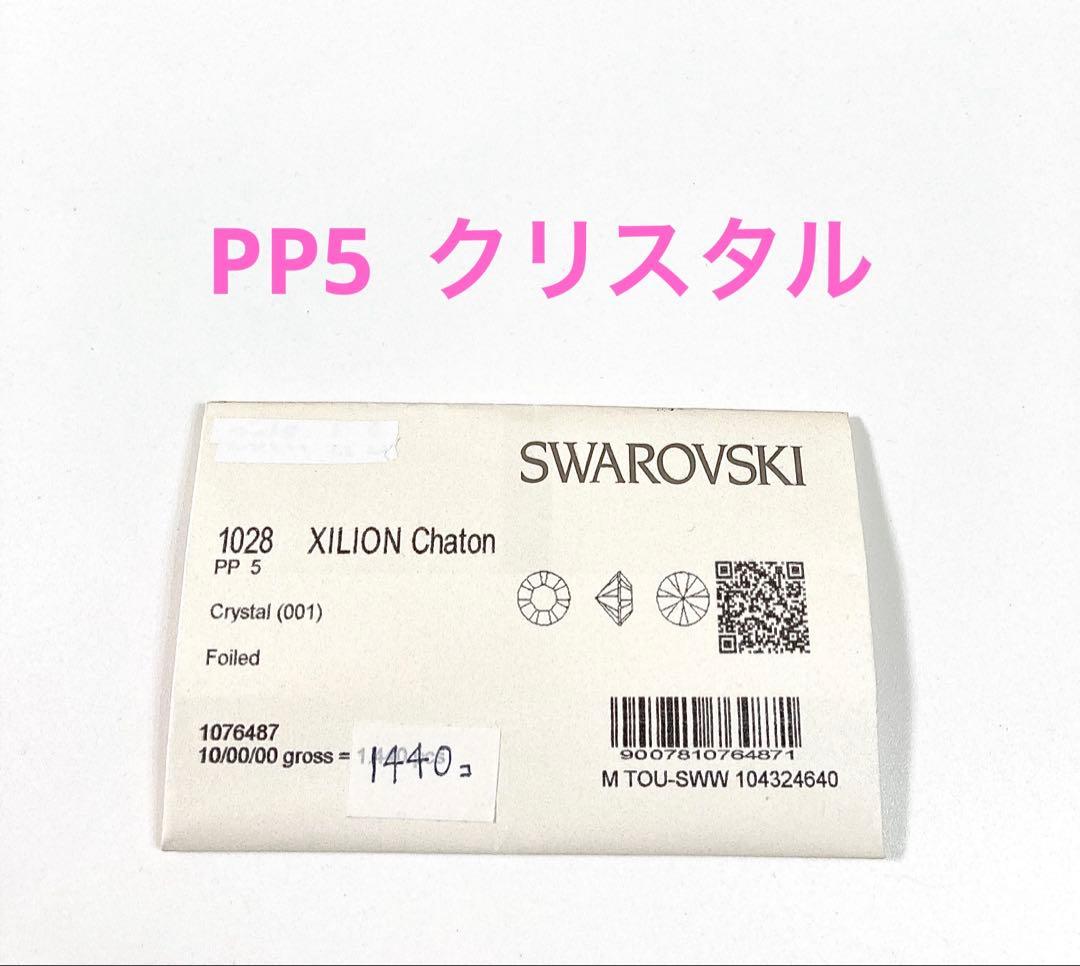 PP5 クリスタル
SWAROVSKI
1028 XILION Chaton
PP 5
Crystal (001)
Foiled
1076487
10/00/00 gross = 1440コ
9007810764871
M TOU-SWW 104324640